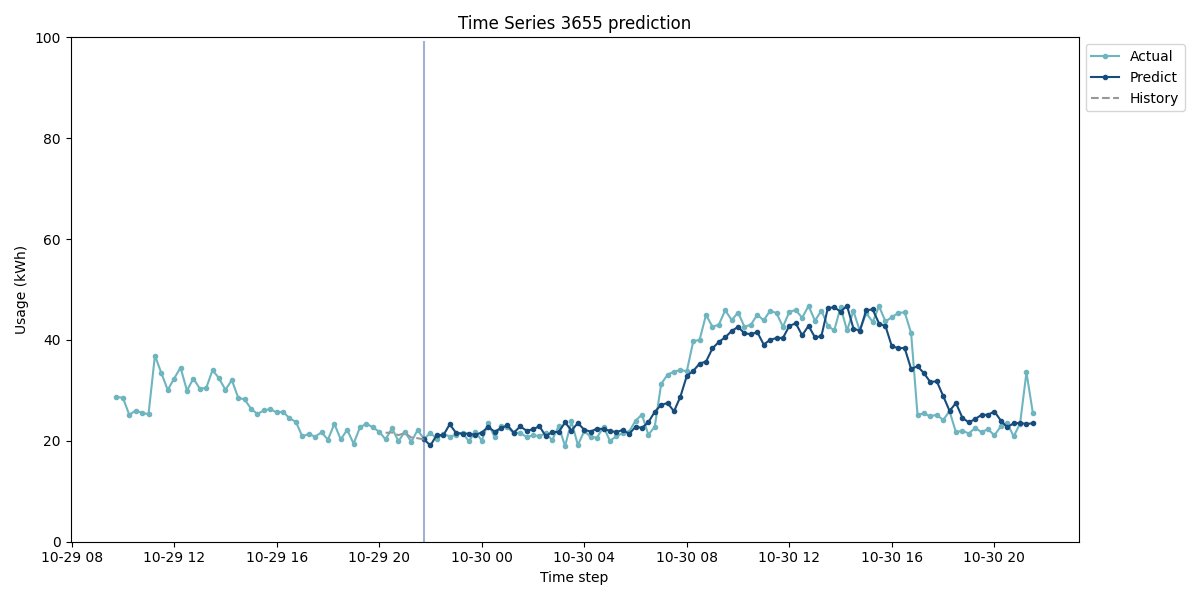 Time Series 3655 prediction
100
80
60
40
20
0
Usage (kWh)
10-29 08 10-29 12 10-29 16 10-29 20 10-30 00 10-30 04 10-30 08 10-30 12 10-30 16 10-30 20
Time step
Actual
Predict
History